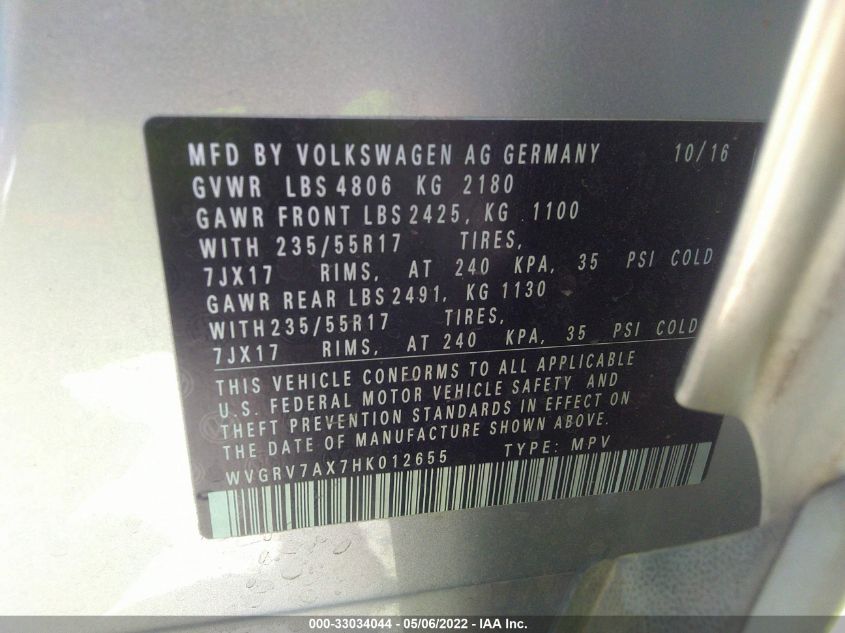 MFD BY VOLKSWAGEN AG GERMANY 10/16
GVWR LBS 4806 KG 2180
GAWR FRONT LBS 2425, KG 1100
WITH 235/55R17 TIRES,
7JX17 RIMS, AT 240 KPA, 35 PSI COLD
GAWR REAR LBS 2491, KG 1130
WITH 235/55R17 TIRES,
7JX17 RIMS, AT 240 KPA, 35 PSI COLD
THIS VEHICLE CONFORMS TO ALL APPLICABLE
U.S. FEDERAL MOTOR VEHICLE SAFETY AND
THEFT PREVENTION STANDARDS IN EFFECT ON
THE DATE OF MANUFACTURE SHOWN ABOVE.
WVGRV7AX7HK012655 TYPE: MPV
000-33034044 - 05/06/2022 - IAA Inc.